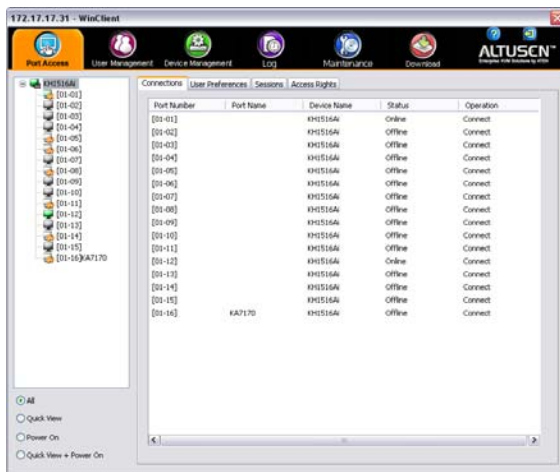 172.17.17.31 - WinClient
Port Access
User Management
Device Management
Log
Maintenance
Download
ALTUSEN™
Enterprise KVM Solutions by ATEN
KH1516Ai
[01-01]
[01-02]
[01-03]
[01-04]
[01-05]
[01-06]
[01-07]
[01-08]
[01-09]
[01-10]
[01-11]
[01-12]
[01-13]
[01-14]
[01-15]
[01-16]KA7170
All
Quick View
Power On
Quick View + Power On
Connections User Preferences Sessions Access Rights
Port Number Port Name Device Name Status Operation
[01-01] KH1516Ai Online Connect
[01-02] KH1516Ai Offline Connect
[01-03] KH1516Ai Offline Connect
[01-04] KH1516Ai Offline Connect
[01-05] KH1516Ai Offline Connect
[01-06] KH1516Ai Offline Connect
[01-07] KH1516Ai Offline Connect
[01-08] KH1516Ai Offline Connect
[01-09] KH1516Ai Offline Connect
[01-10] KH1516Ai Offline Connect
[01-11] KH1516Ai Offline Connect
[01-12] KH1516Ai Online Connect
[01-13] KH1516Ai Offline Connect
[01-14] KH1516Ai Offline Connect
[01-15] KH1516Ai Offline Connect
[01-16] KA7170 KH1516Ai Offline Connect